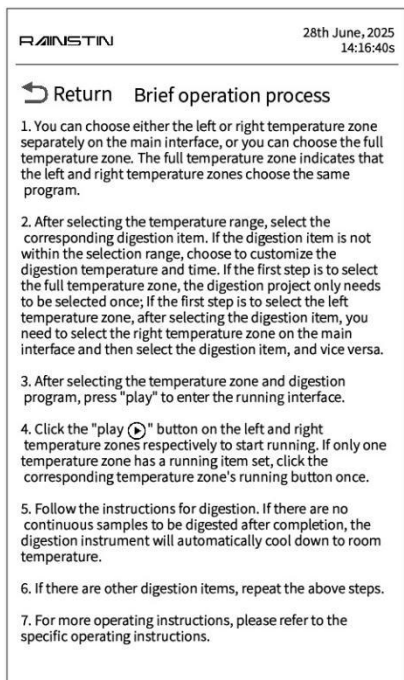 RAINSTIN
28th June, 2025
14:16:40s
Return Brief operation process
1. You can choose either the left or right temperature zone
separately on the main interface, or you can choose the full
temperature zone. The full temperature zone indicates that
the left and right temperature zones choose the same
program.
2. After selecting the temperature range, select the
corresponding digestion item. If the digestion item is not
within the selection range, choose to customize the
digestion temperature and time. If the first step is to select
the full temperature zone, the digestion project only needs
to be selected once; If the first step is to select the left
temperature zone, after selecting the digestion item, you
need to select the right temperature zone on the main
interface and then select the digestion item, and vice versa.
3. After selecting the temperature zone and digestion
program, press "play" to enter the running interface.
4. Click the "play " button on the left and right
temperature zones respectively to start running. If only one
temperature zone has a running item set, click the
corresponding temperature zone's running button once.
5. Follow the instructions for digestion. If there are no
continuous samples to be digested after completion, the
digestion instrument will automatically cool down to room
temperature.
6. If there are other digestion items, repeat the above steps.
7. For more operating instructions, please refer to the
specific operating instructions.